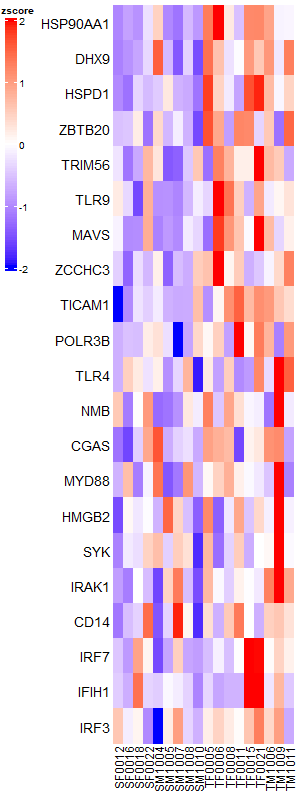 zscore
2
1
0
-1
-2
HSP90AA1
DHX9
HSPD1
ZBTB20
TRIM56
TLR9
MAVS
ZCCHC3
TICAM1
POLR3B
TLR4
NMB
CGAS
MYD88
HMGB2
SYK
IRAK1
CD14
IRF7
IFIH1
IRF3
SF0012
SF0016
SF0018
SF0022
SM1004
SM1005
SM1007
SM1008
SM1010
TF0005
TF0006
TF0008
TF0011
TF0015
TF0021
TM1006
TM1009
TM1011